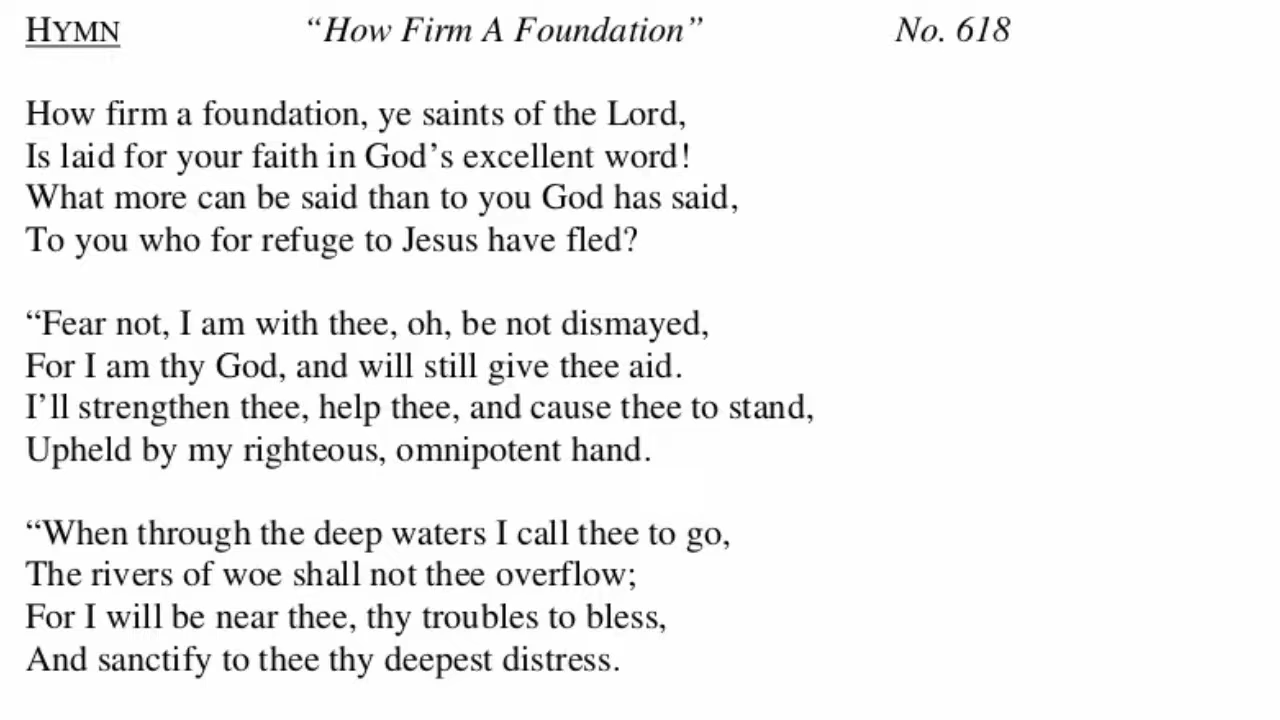 HYMN “How Firm A Foundation” No. 618
How firm a foundation, ye saints of the Lord,
Is laid for your faith in God’s excellent word!
What more can be said than to you God has said,
To you who for refuge to Jesus have fled?
“Fear not, I am with thee, oh, be not dismayed,
For I am thy God, and will still give thee aid.
I’ll strengthen thee, help thee, and cause thee to stand,
Upheld by my righteous, omnipotent hand.
“When through the deep waters I call thee to go,
The rivers of woe shall not thee overflow;
For I will be near thee, thy troubles to bless,
And sanctify to thee thy deepest distress.